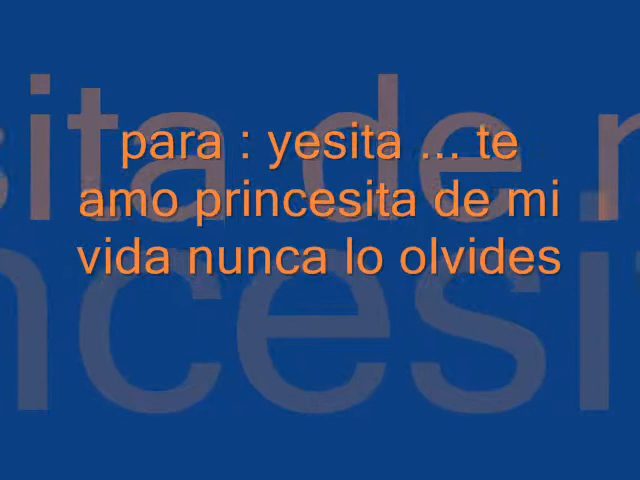 para : yesita ... te
amo princesita de mi
vida nunca lo olvides